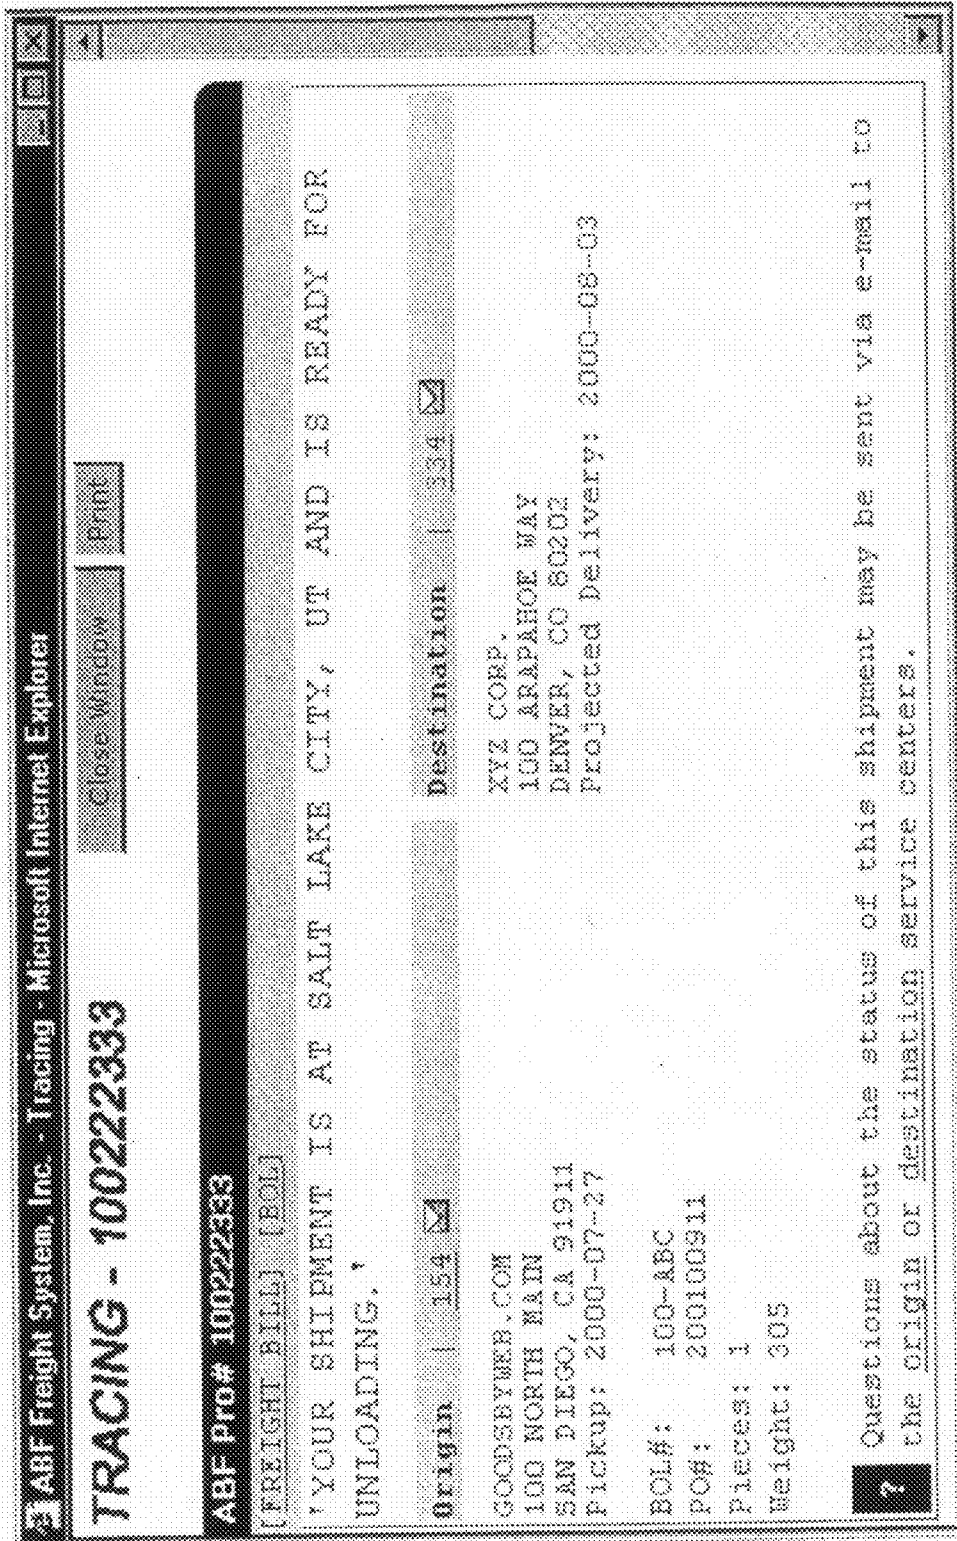 ABF Freight System, Inc. - Tracing - Microsoft Internet Explorer
TRACING - 10022333
Close Window Print
ABF Pro# 10022333
[FREIGHT BILL] [BOL]
'YOUR SHIPMENT IS AT SALT LAKE CITY, UT AND IS READY FOR
UNLOADING.'
Origin | 154
GOODSBYWEB.COM
100 NORTH MAIN
SAN DIEGO, CA 91911
Pickup: 2000-07-27
Destination | 334
XYZ CORP.
100 ARAPAHOE WAY
DENVER, CO 80202
Projected Delivery: 2000-08-03
BOL#: 100-ABC
PO#: 200100911
Pieces: 1
Weight: 305
? Questions about the status of this shipment may be sent via e-mail to
the origin or destination service centers.